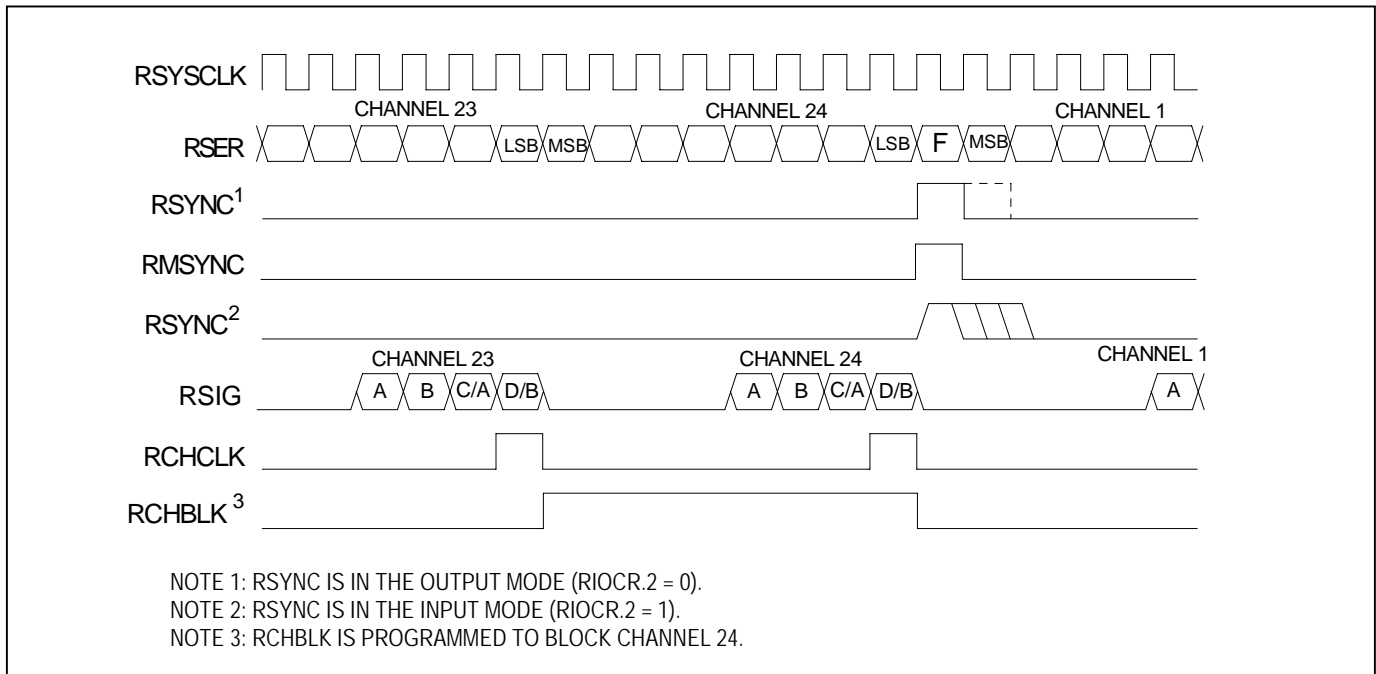 RSYSCLK
CHANNEL 23 CHANNEL 24 CHANNEL 1
RSER LSB MSB LSB F MSB
RSYNC1
RMSYNC
RSYNC2
CHANNEL 23 CHANNEL 24 CHANNEL 1
RSIG A B C/A D/B A B C/A D/B A
RCHCLK
RCHBLK 3
NOTE 1: RSYNC IS IN THE OUTPUT MODE (RIOCR.2 = 0).
NOTE 2: RSYNC IS IN THE INPUT MODE (RIOCR.2 = 1).
NOTE 3: RCHBLK IS PROGRAMMED TO BLOCK CHANNEL 24.